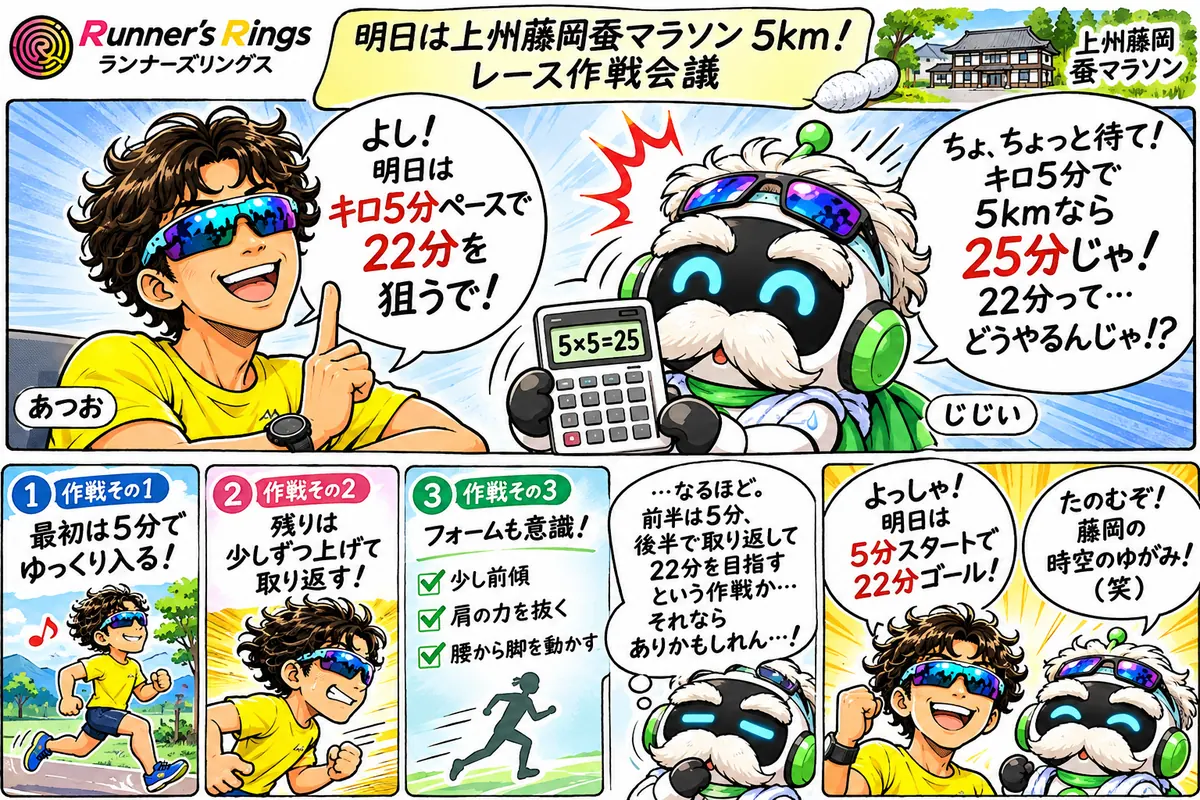 Runner's Rings
ランナーズリングス
明日は上州藤岡蚕マラソン 5km!
レース作戦会議
上州藤岡
蚕マラソン
よし!
明日は
キロ5分ペースで
22分を
狙うで!
5×5=25
ちょ、ちょっと待て!
キロ5分で
5kmなら
25分じゃ!
22分って…
どうやるんじゃ!?
あつお
じじい
1 作戦その1
最初は5分で
ゆっくり入る!
2 作戦その2
残りは
少しずつ上げて
取り返す!
3 作戦その3
フォームも意識!
少し前傾
肩の力を抜く
腰から脚を動かす
…なるほど。
前半は5分、
後半で取り返して
22分を目指す
という作戦か…
それなら
ありかもしれん…!
よっしゃ!
明日は
5分スタートで
22分ゴール!
たのむぞ!
藤岡の
時空のゆがみ!
(笑)